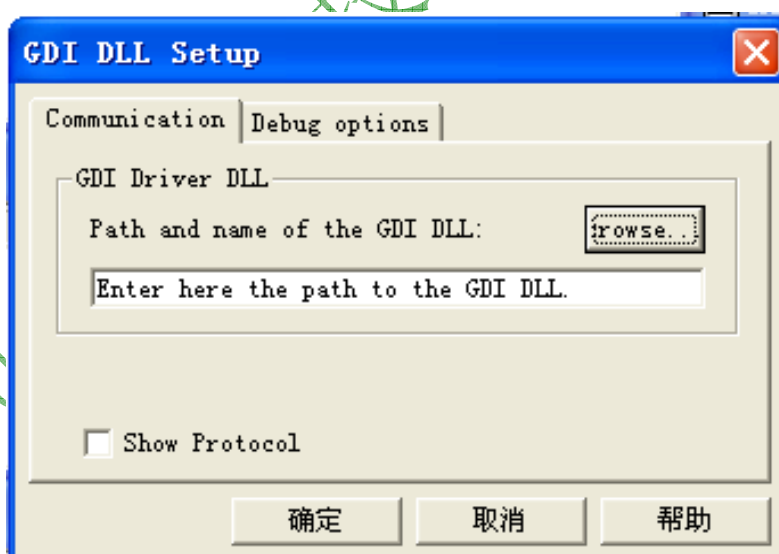 GDI DLL Setup
Communication Debug options
GDI Driver DLL
Path and name of the GDI DLL: rowse...
Enter here the path to the GDI DLL.
Show Protocol
确定 取消 帮助